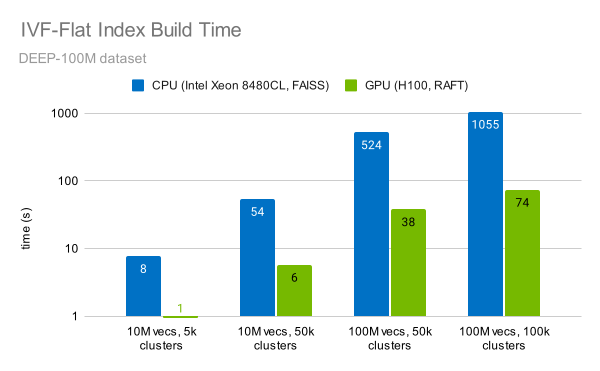 IVF-Flat Index Build Time
DEEP-100M dataset
CPU (Intel Xeon 8480CL, FAISS) GPU (H100, RAFT)
time (s)
1000
100
10
1
8
1
54
6
524
38
1055
74
10M vecs, 5k
clusters
10M vecs, 50k
clusters
100M vecs, 50k
clusters
100M vecs, 100k
clusters